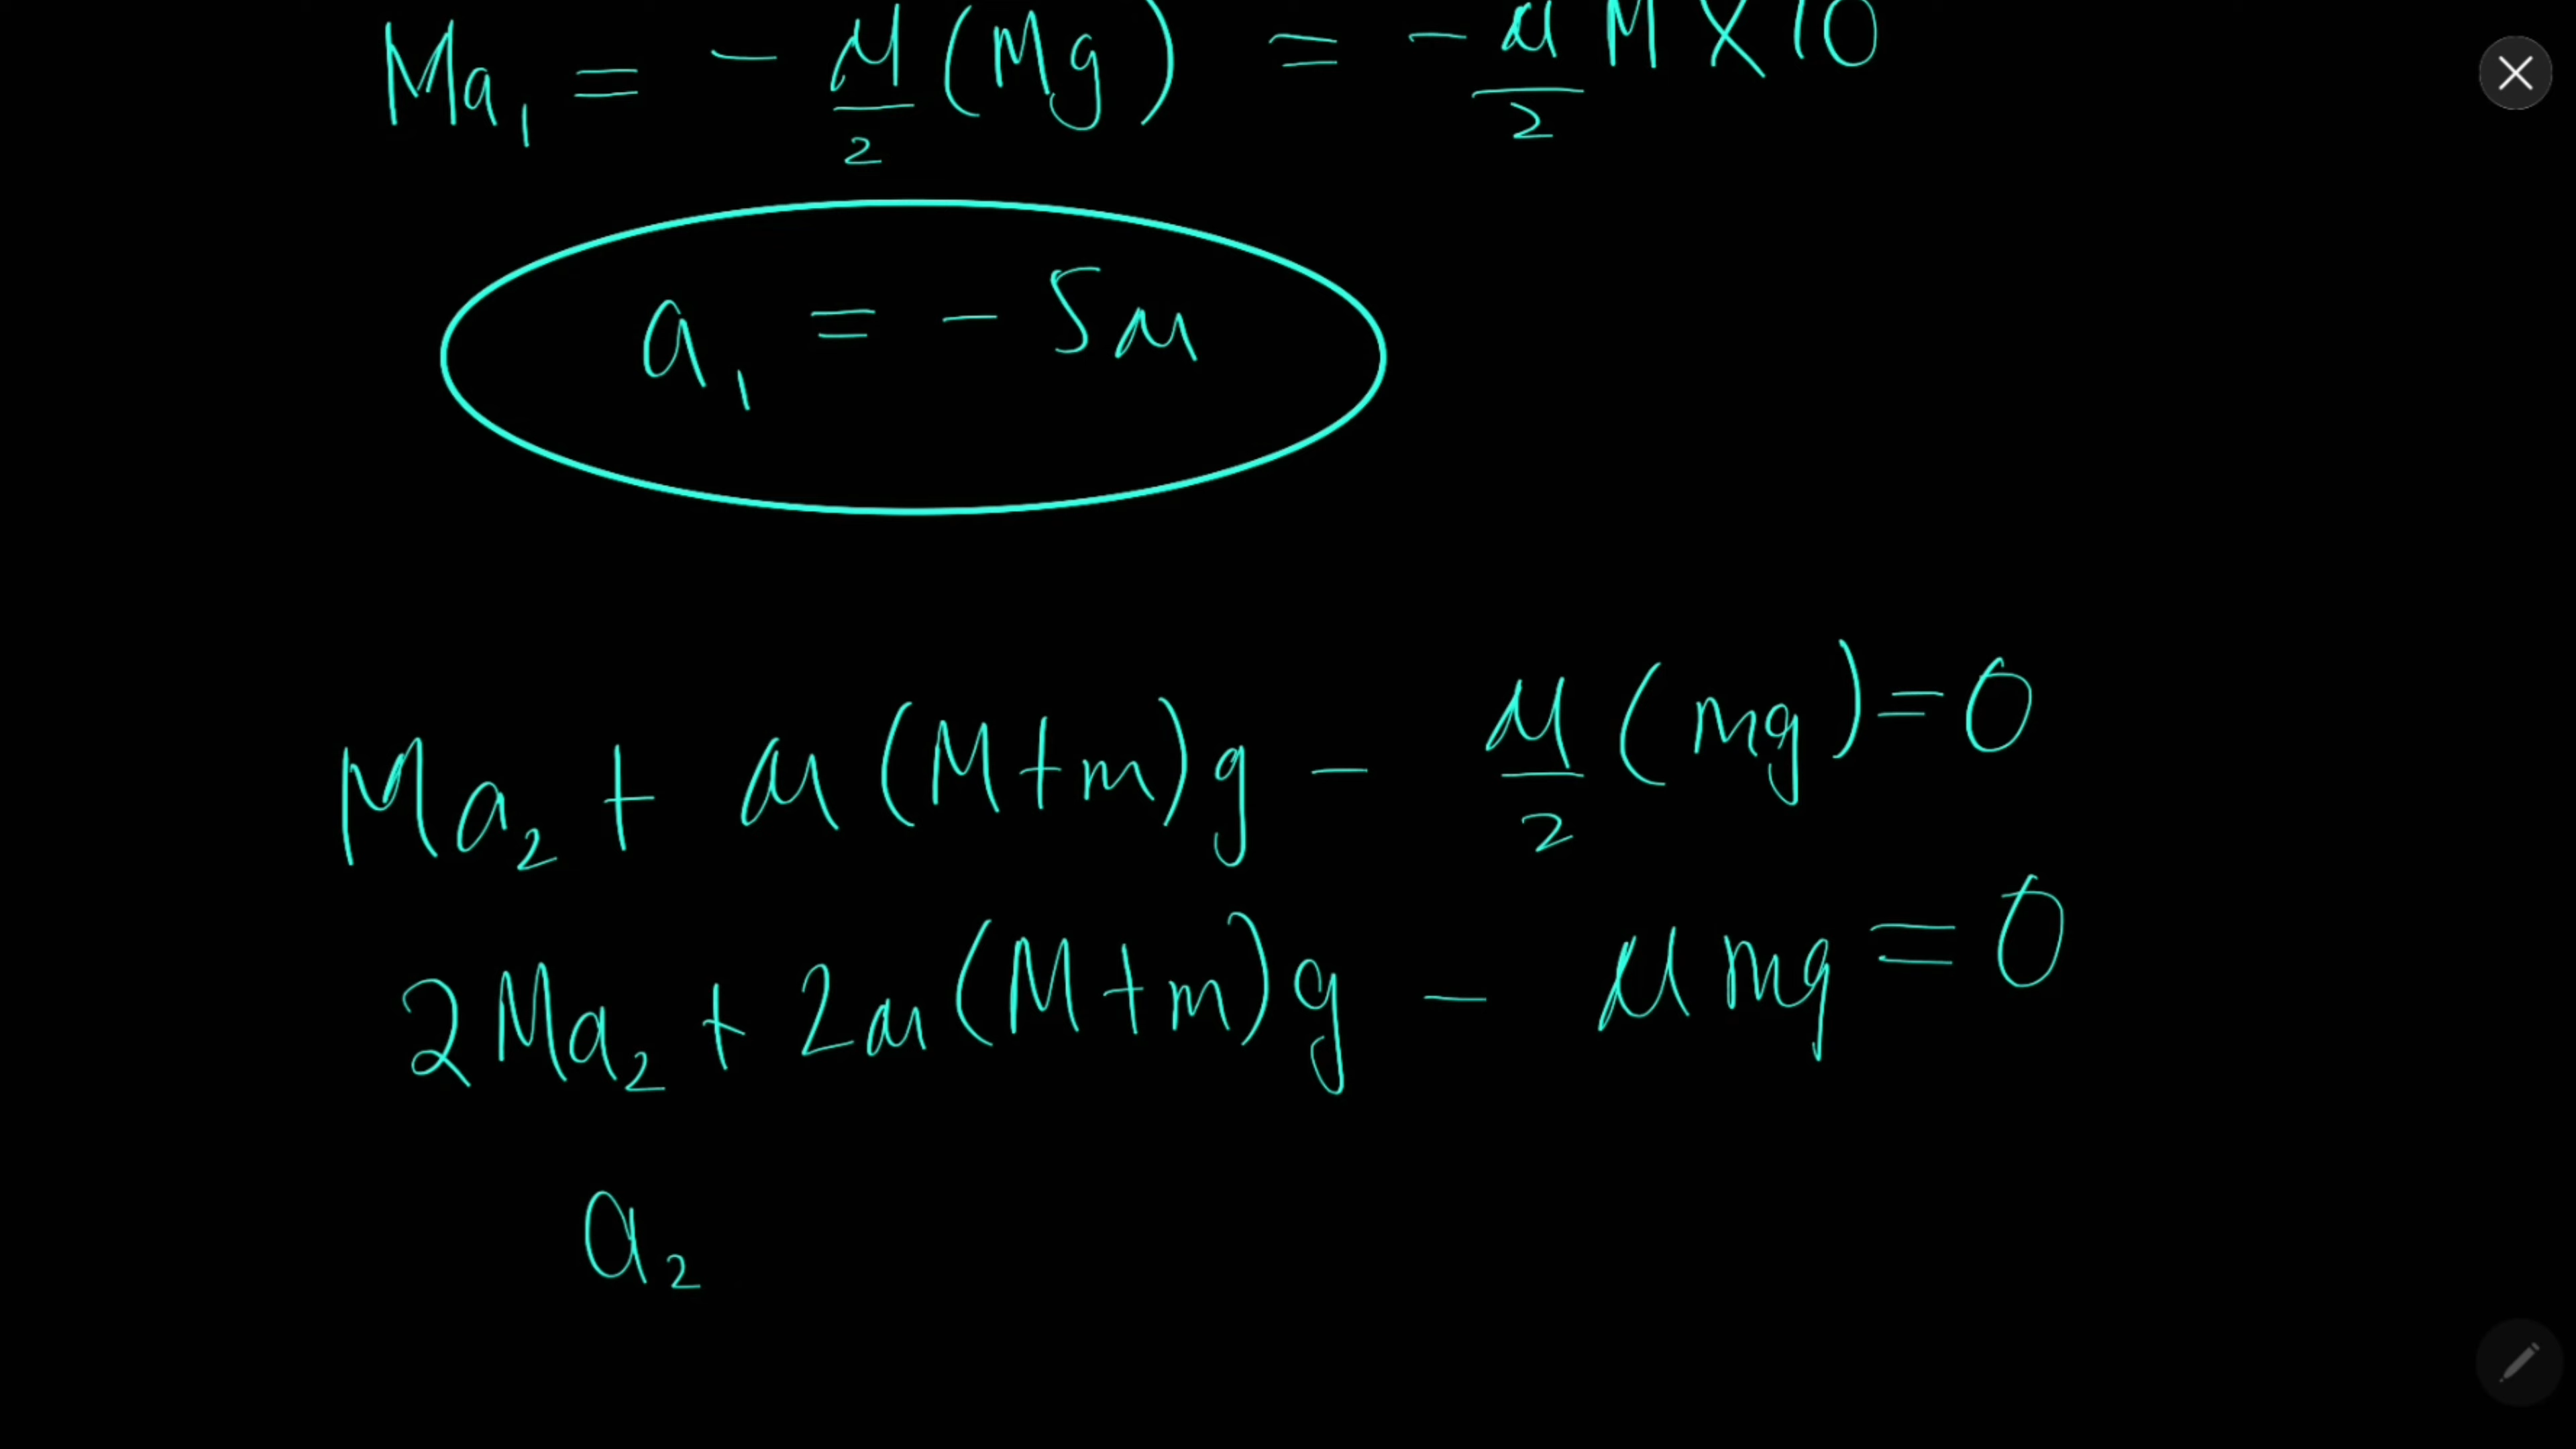 Ma₁ = - μ/2 (Mg) = - μ/2 M × 10
a₁ = - 5μ
Ma₂ + μ(M+m)g - μ/2 (mg) = 0
2Ma₂ + 2μ(M+m)g - μmg = 0
a₂